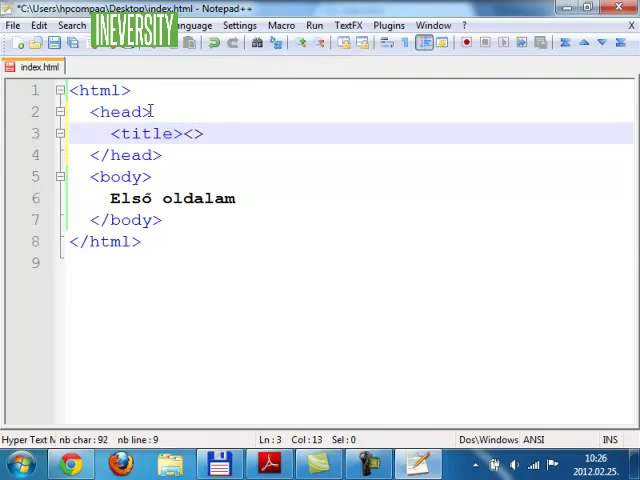 *C:\Users\hpcompaq\Desktop\index.html - Notepad++
INEVERSITY
File Edit Search Language Settings Macro Run TextFX Plugins Window ?
index.html
1 <html>
2 <head>
3 <title><>
4 </head>
5 <body>
6 Első oldalam
7 </body>
8 </html>
9
Hyper Text M nb char : 92 nb line : 9 Ln : 3 Col : 13 Sel : 0 Dos\Windows ANSI INS
10:26
2012.02.25.